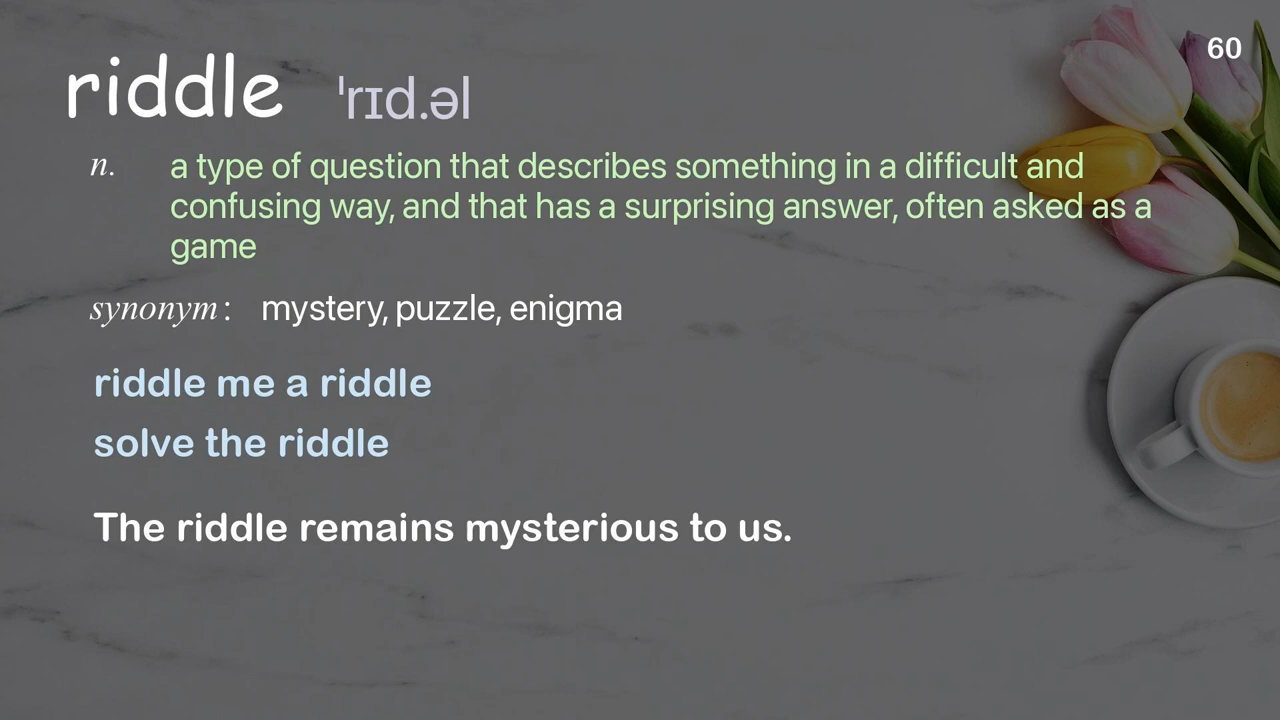 60
riddle ˈrɪd.əl
n. a type of question that describes something in a difficult and
confusing way, and that has a surprising answer, often asked as a
game
synonym: mystery, puzzle, enigma
riddle me a riddle
solve the riddle
The riddle remains mysterious to us.